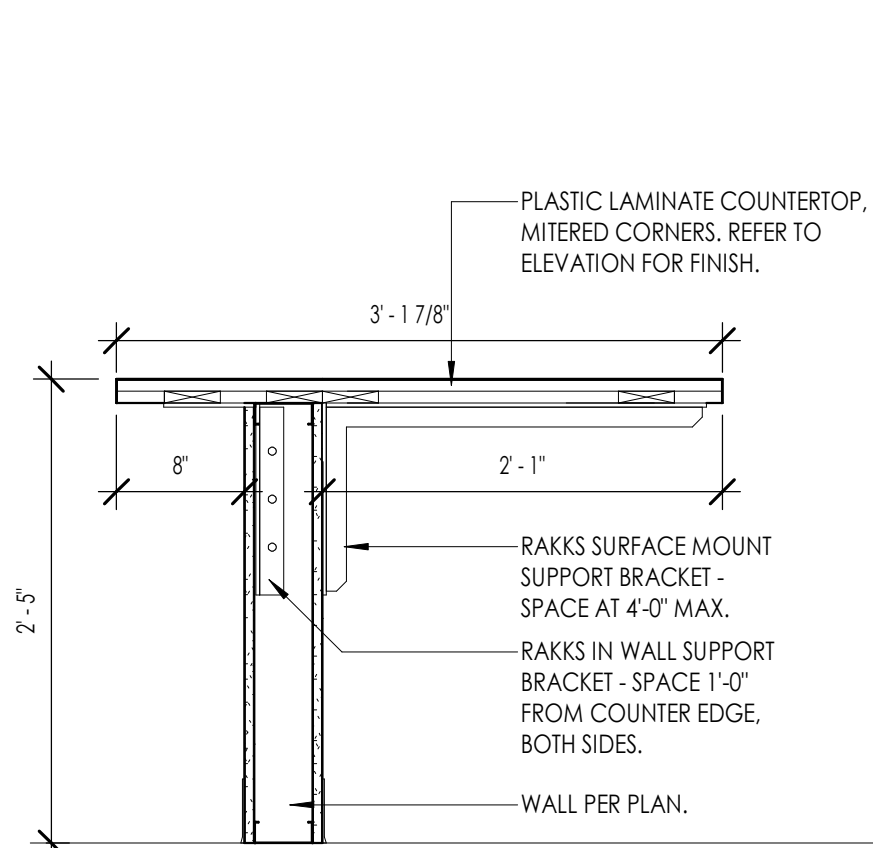 PLASTIC LAMINATE COUNTERTOP,
MITERED CORNERS. REFER TO
ELEVATION FOR FINISH.
3' - 1 7/8"
8"
2' - 1"
2' - 5"
RAKKS SURFACE MOUNT
SUPPORT BRACKET -
SPACE AT 4'-0" MAX.
RAKKS IN WALL SUPPORT
BRACKET - SPACE 1'-0"
FROM COUNTER EDGE,
BOTH SIDES.
WALL PER PLAN.